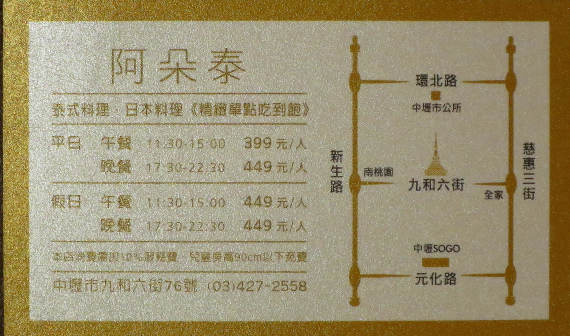 阿朵泰
泰式料理．日本料理《精緻單點吃到飽》
平日 午餐 11:30-15:00 399元/人
晚餐 17:30-22:30 449元/人
假日 午餐 11:30-15:00 449元/人
晚餐 17:30-22:30 449元/人
本店消費需加10%服務費．兒童身高90cm以下免費
中壢市九和六街76號 (03)427-2558
環北路
中壢市公所
新生路
慈惠三街
南桃園
九和六街
全家
中壢SOGO
元化路